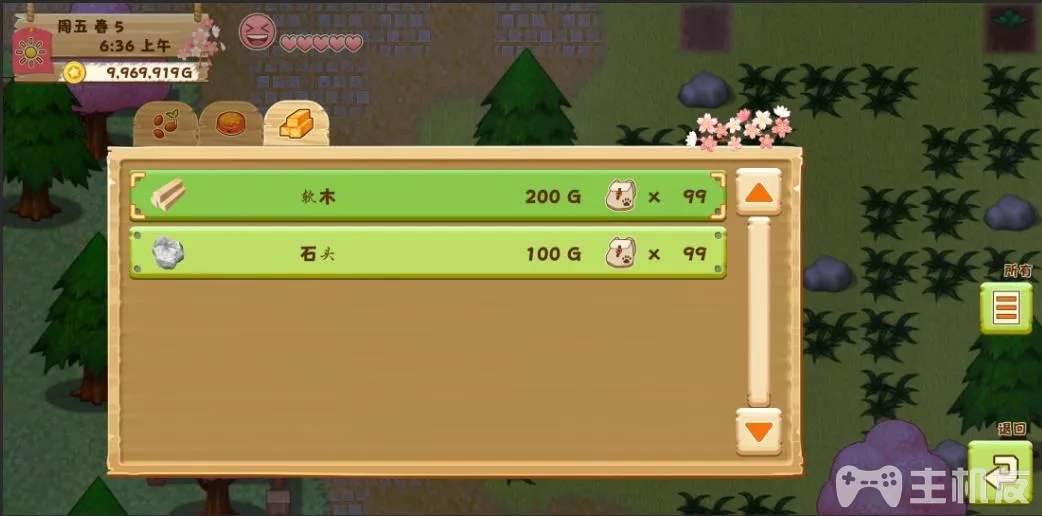 周五 春 5
6:36 上午
9,969,919G
软木 200 G × 99
石头 100 G × 99
所有
退回
主机友